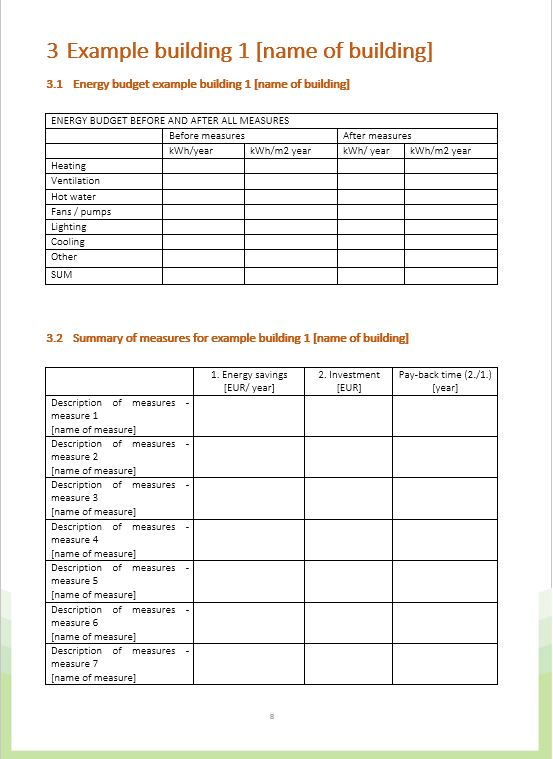 3 Example building 1 [name of building]
3.1 Energy budget example building 1 [name of building]
ENERGY BUDGET BEFORE AND AFTER ALL MEASURES
Before measures After measures
kWh/year kWh/m2 year kWh/ year kWh/m2 year
Heating
Ventilation
Hot water
Fans / pumps
Lighting
Cooling
Other
SUM
3.2 Summary of measures for example building 1 [name of building]
1. Energy savings 2. Investment Pay-back time (2./1.)
[EUR/ year] [EUR] [year]
Description of measures -
measure 1
[name of measure]
Description of measures -
measure 2
[name of measure]
Description of measures -
measure 3
[name of measure]
Description of measures -
measure 4
[name of measure]
Description of measures -
measure 5
[name of measure]
Description of measures -
measure 6
[name of measure]
Description of measures -
measure 7
[name of measure]
8